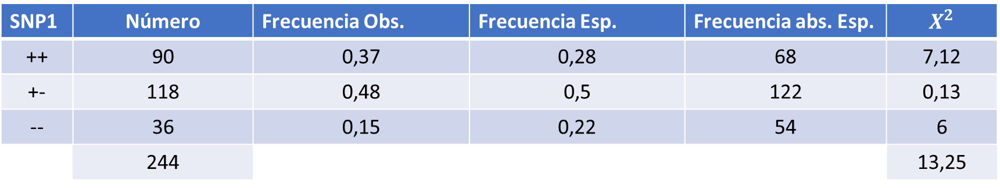 SNP1 Número Frecuencia Obs. Frecuencia Esp. Frecuencia abs. Esp. X²
++ 90 0,37 0,28 68 7,12
+- 118 0,48 0,5 122 0,13
-- 36 0,15 0,22 54 6
244 13,25